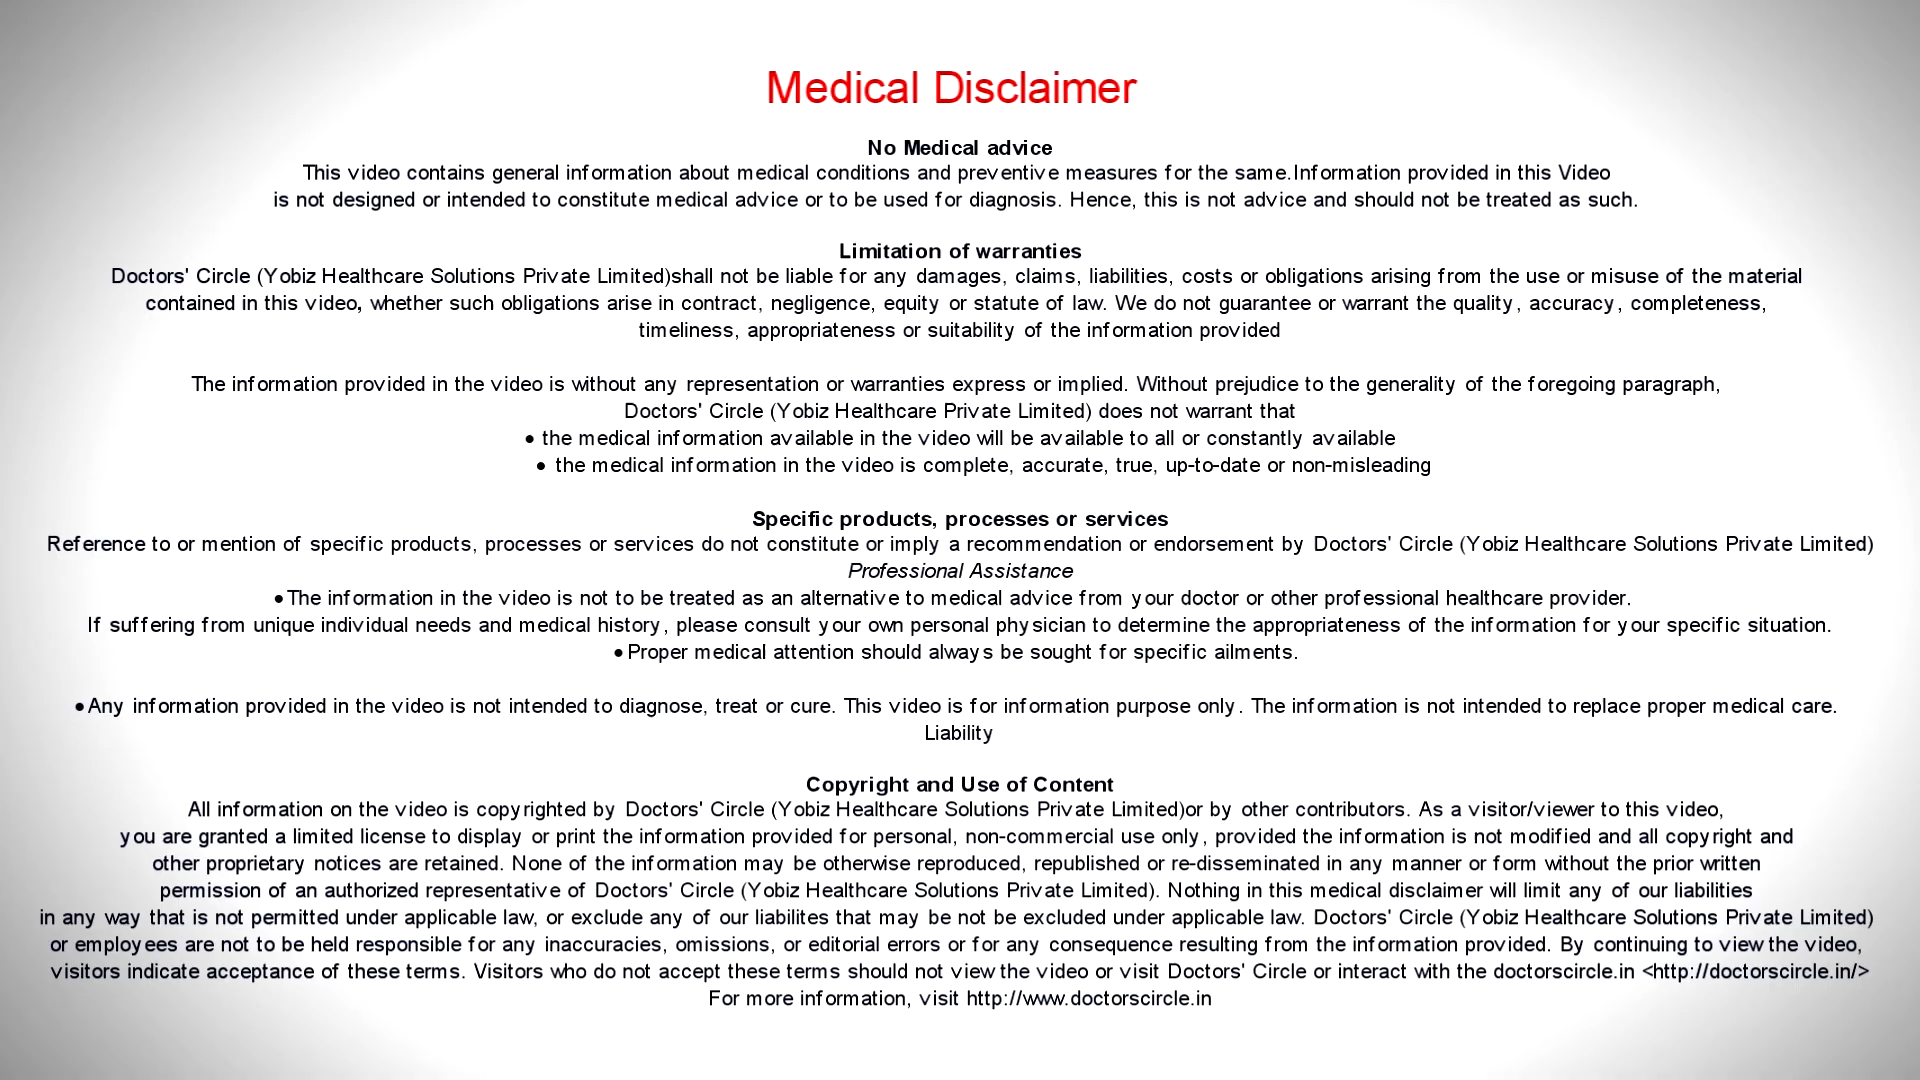 Medical Disclaimer
No Medical advice
This video contains general information about medical conditions and preventive measures for the same.Information provided in this Video
is not designed or intended to constitute medical advice or to be used for diagnosis. Hence, this is not advice and should not be treated as such.
Limitation of warranties
Doctors' Circle (Yobiz Healthcare Solutions Private Limited)shall not be liable for any damages, claims, liabilities, costs or obligations arising from the use or misuse of the material
contained in this video, whether such obligations arise in contract, negligence, equity or statute of law. We do not guarantee or warrant the quality, accuracy, completeness,
timeliness, appropriateness or suitability of the information provided
The information provided in the video is without any representation or warranties express or implied. Without prejudice to the generality of the foregoing paragraph,
Doctors' Circle (Yobiz Healthcare Private Limited) does not warrant that
• the medical information available in the video will be available to all or constantly available
• the medical information in the video is complete, accurate, true, up-to-date or non-misleading
Specific products, processes or services
Reference to or mention of specific products, processes or services do not constitute or imply a recommendation or endorsement by Doctors' Circle (Yobiz Healthcare Solutions Private Limited)
Professional Assistance
•The information in the video is not to be treated as an alternative to medical advice from your doctor or other professional healthcare provider.
If suffering from unique individual needs and medical history, please consult your own personal physician to determine the appropriateness of the information for your specific situation.
•Proper medical attention should always be sought for specific ailments.
•Any information provided in the video is not intended to diagnose, treat or cure. This video is for information purpose only. The information is not intended to replace proper medical care.
Liability
Copyright and Use of Content
All information on the video is copyrighted by Doctors' Circle (Yobiz Healthcare Solutions Private Limited)or by other contributors. As a visitor/viewer to this video,
you are granted a limited license to display or print the information provided for personal, non-commercial use only, provided the information is not modified and all copyright and
other proprietary notices are retained. None of the information may be otherwise reproduced, republished or re-disseminated in any manner or form without the prior written
permission of an authorized representative of Doctors' Circle (Yobiz Healthcare Solutions Private Limited). Nothing in this medical disclaimer will limit any of our liabilities
in any way that is not permitted under applicable law, or exclude any of our liabilites that may be not be excluded under applicable law. Doctors' Circle (Yobiz Healthcare Solutions Private Limited)
or employees are not to be held responsible for any inaccuracies, omissions, or editorial errors or for any consequence resulting from the information provided. By continuing to view the video,
visitors indicate acceptance of these terms. Visitors who do not accept these terms should not view the video or visit Doctors' Circle or interact with the doctorscircle.in <http://doctorscircle.in/>
For more information, visit http://www.doctorscircle.in